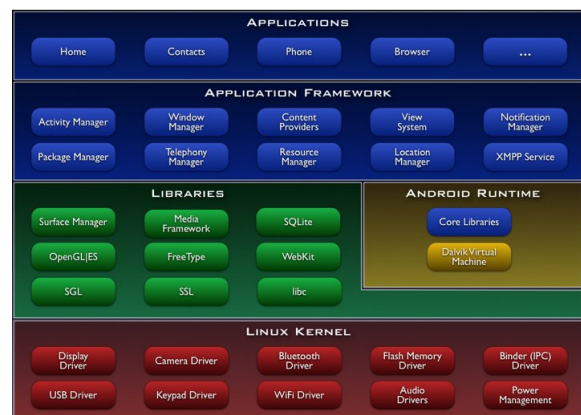 APPLICATIONS
Home
Contacts
Phone
Browser
...
APPLICATION FRAMEWORK
Activity Manager
Window
Manager
Content
Providers
View
System
Notification
Manager
Package Manager
Telephony
Manager
Resource
Manager
Location
Manager
XMPP Service
LIBRARIES
Surface Manager
Media
Framework
SQLite
OpenGL|ES
FreeType
WebKit
SGL
SSL
libc
ANDROID RUNTIME
Core Libraries
Dalvik Virtual
Machine
LINUX KERNEL
Display
Driver
Camera Driver
Bluetooth
Driver
Flash Memory
Driver
Binder (IPC)
Driver
USB Driver
Keypad Driver
WiFi Driver
Audio
Drivers
Power
Management